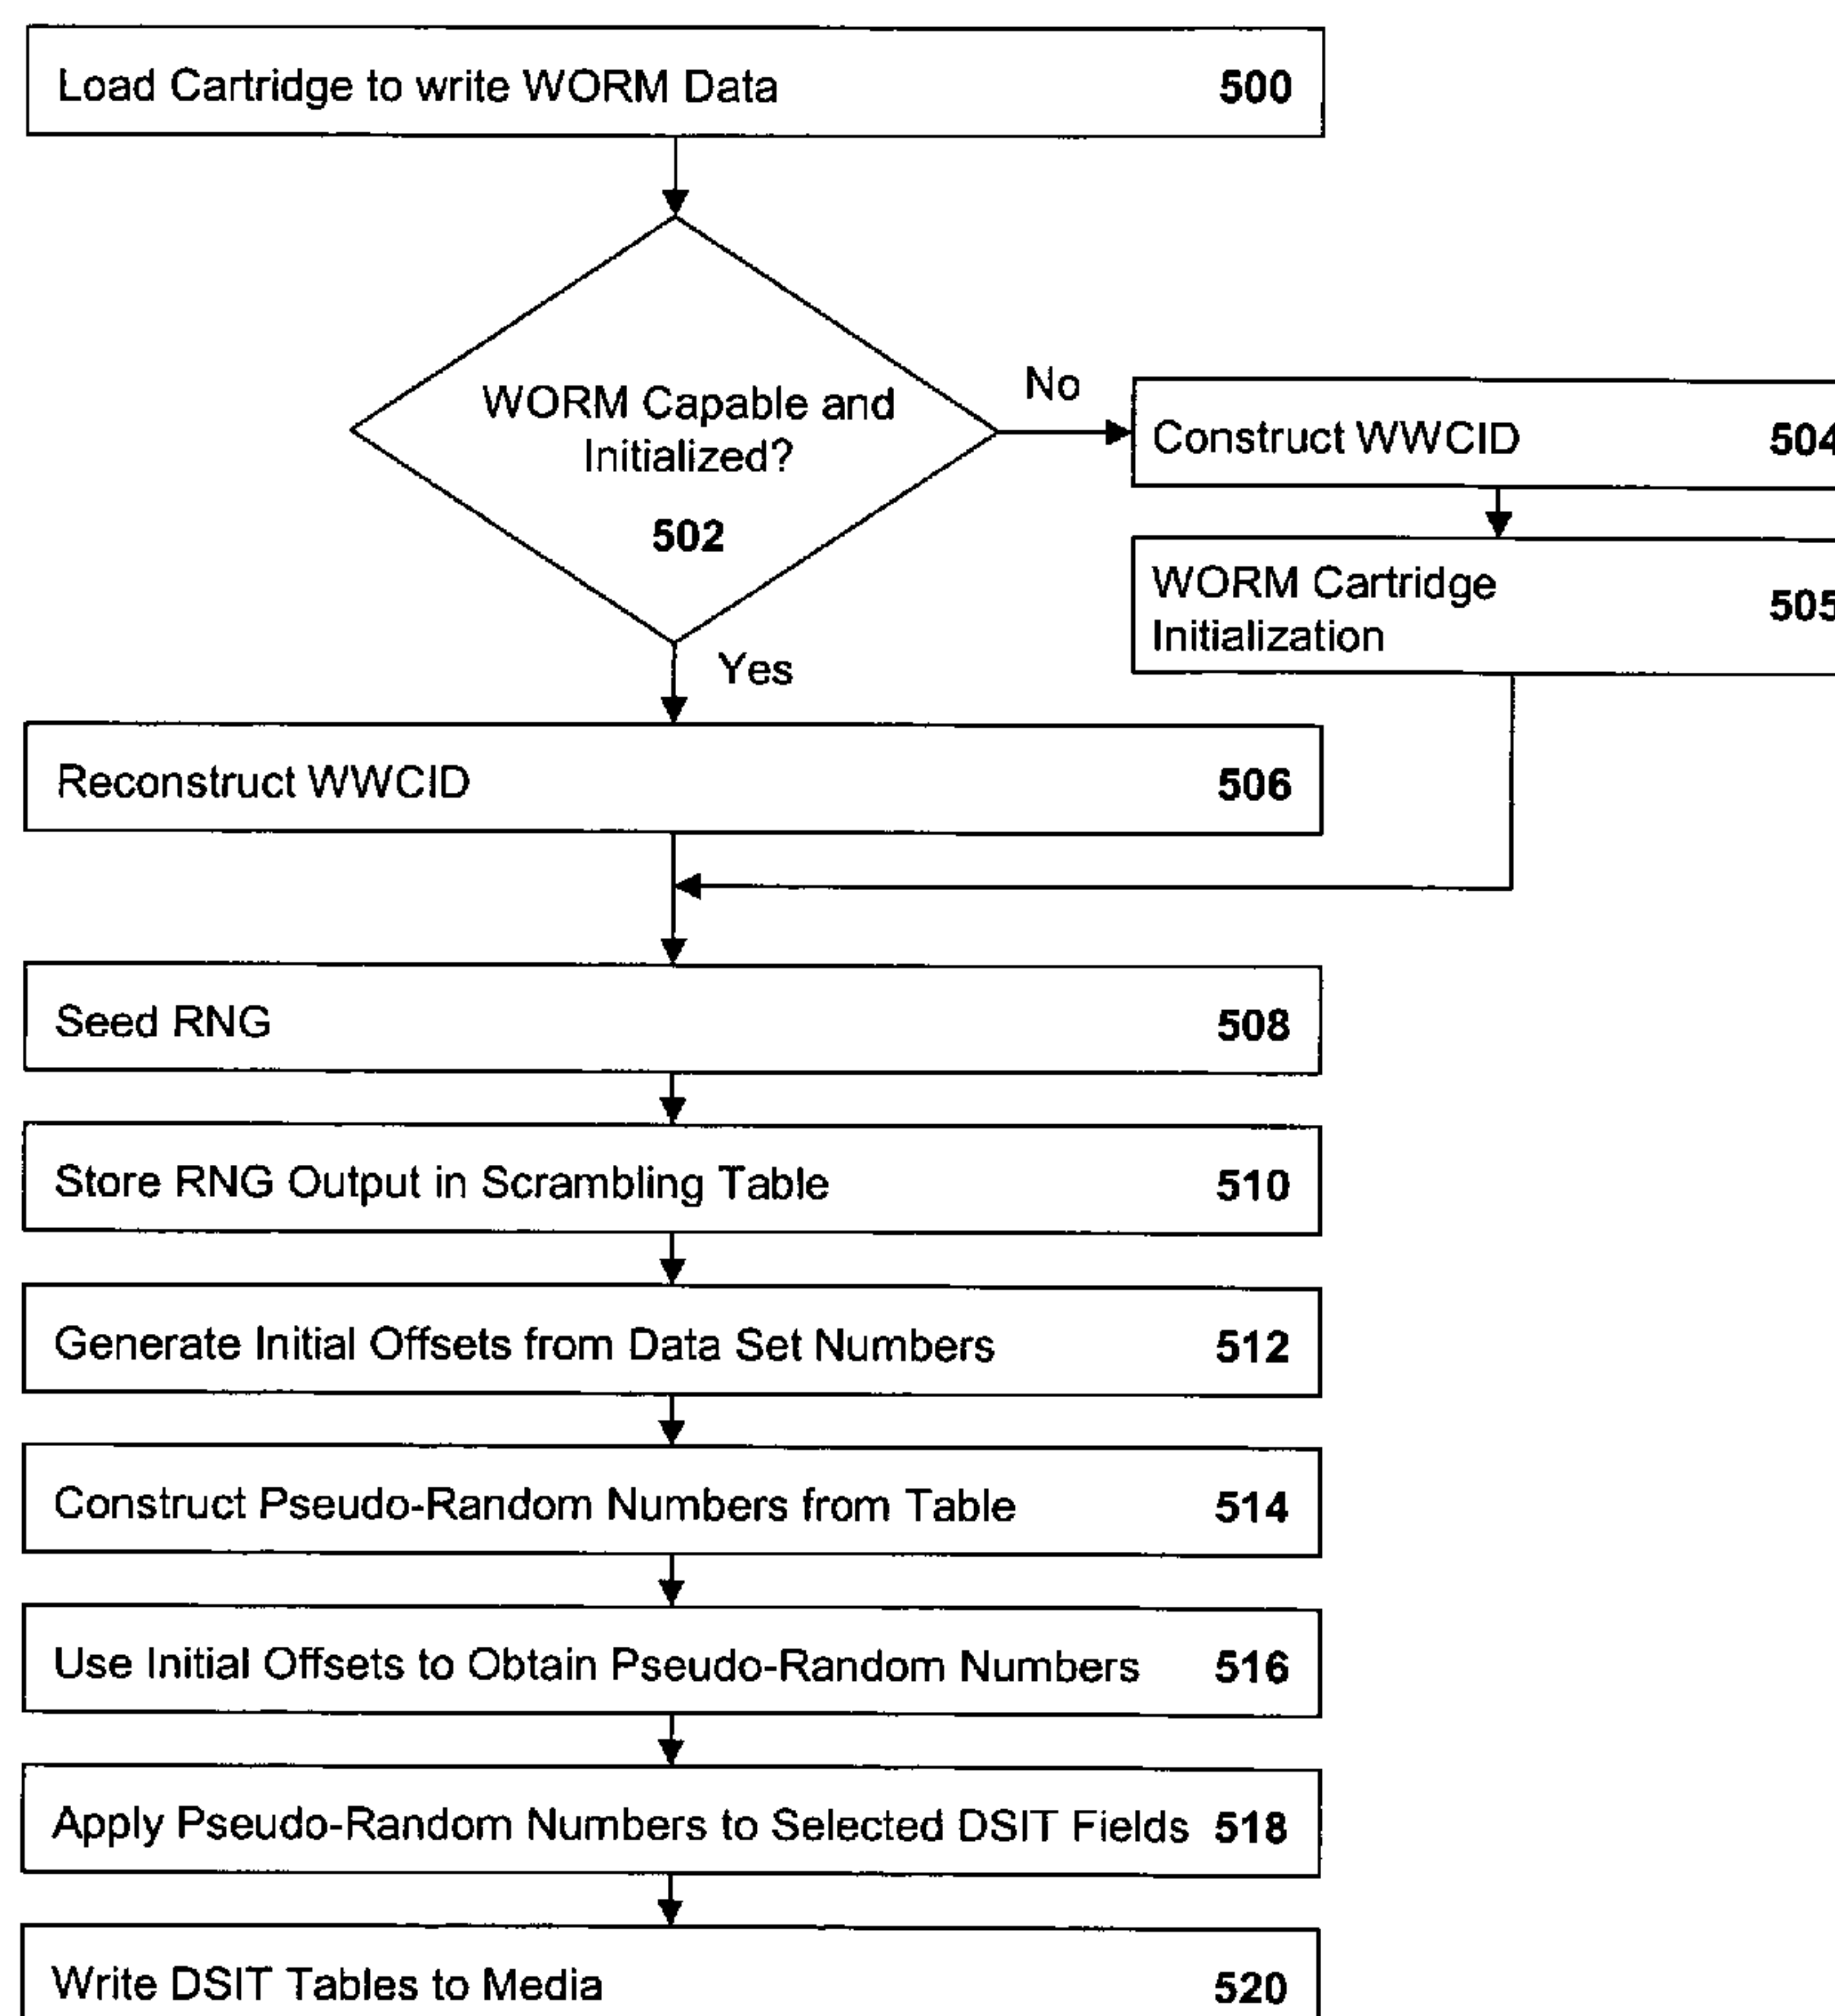 Load Cartridge to write WORM Data 500
WORM Capable and
Initialized?
502
No
Construct WWCID 504
WORM Cartridge
Initialization 505
Yes
Reconstruct WWCID 506
Seed RNG 508
Store RNG Output in Scrambling Table 510
Generate Initial Offsets from Data Set Numbers 512
Construct Pseudo-Random Numbers from Table 514
Use Initial Offsets to Obtain Pseudo-Random Numbers 516
Apply Pseudo-Random Numbers to Selected DSIT Fields 518
Write DSIT Tables to Media 520